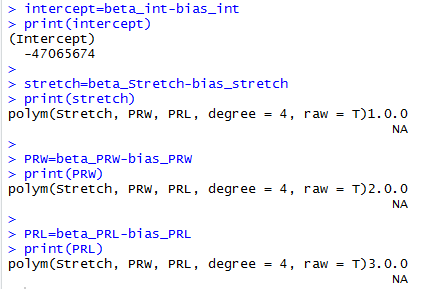 > intercept=beta_int-bias_int
> print(intercept)
(Intercept)
-47065674
>
> stretch=beta_Stretch-bias_stretch
> print(stretch)
polym(Stretch, PRW, PRL, degree = 4, raw = T)1.0.0
NA
>
> PRW=beta_PRW-bias_PRW
> print(PRW)
polym(Stretch, PRW, PRL, degree = 4, raw = T)2.0.0
NA
>
> PRL=beta_PRL-bias_PRL
> print(PRL)
polym(Stretch, PRW, PRL, degree = 4, raw = T)3.0.0
NA